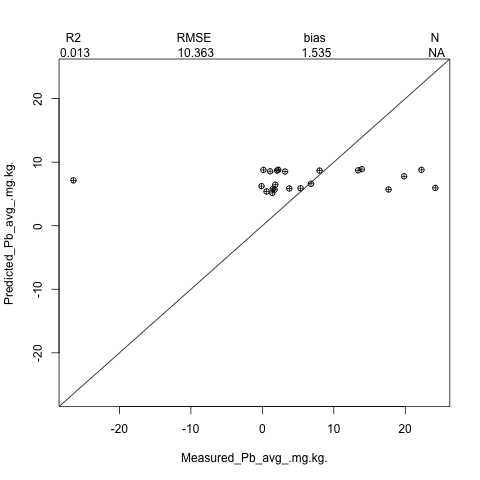 R2 RMSE bias N
0.013 10.363 1.535 NA
Predicted_Pb_avg_.mg.kg.
20
10
0
-10
-20
-20 -10 0 10 20
Measured_Pb_avg_.mg.kg.